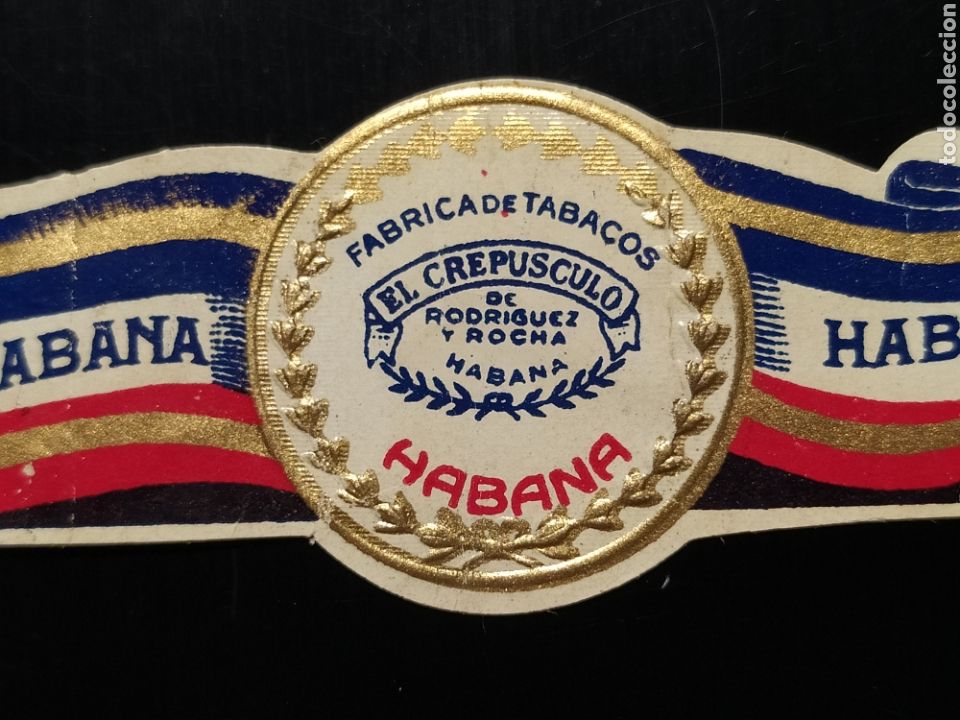 FABRICA DE TABACOS
EL CREPUSCULO
DE
RODRIGUEZ
Y ROCHA
HABANA
HABANA
ABANA
HAB
todocoleccion